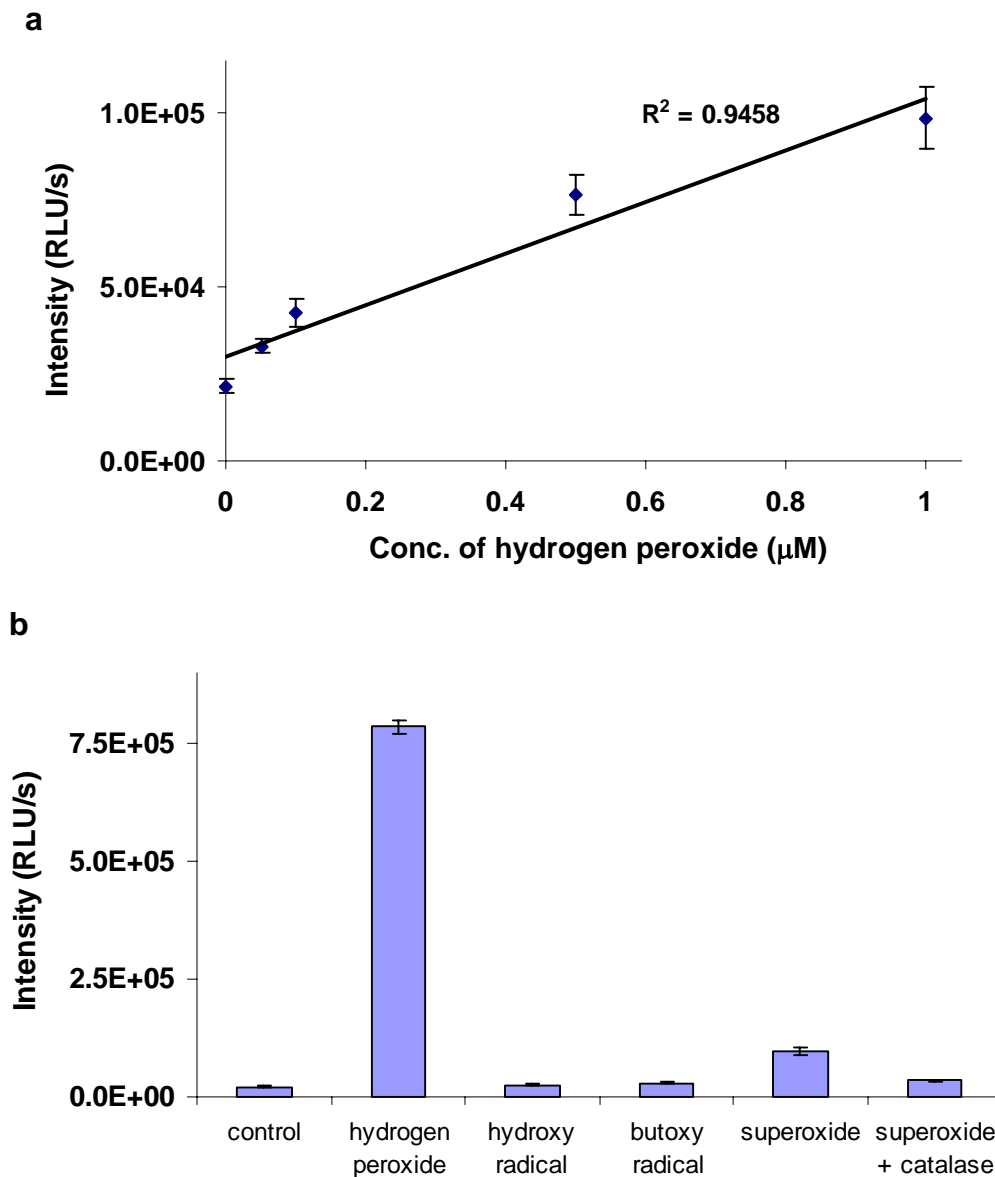 a
1.0E+05
R² = 0.9458
5.0E+04
0.0E+00
Intensity (RLU/s)
0 0.2 0.4 0.6 0.8 1
Conc. of hydrogen peroxide (μM)
b
7.5E+05
5.0E+05
2.5E+05
0.0E+00
Intensity (RLU/s)
control hydrogen hydroxy butoxy superoxide superoxide
peroxide radical radical + catalase